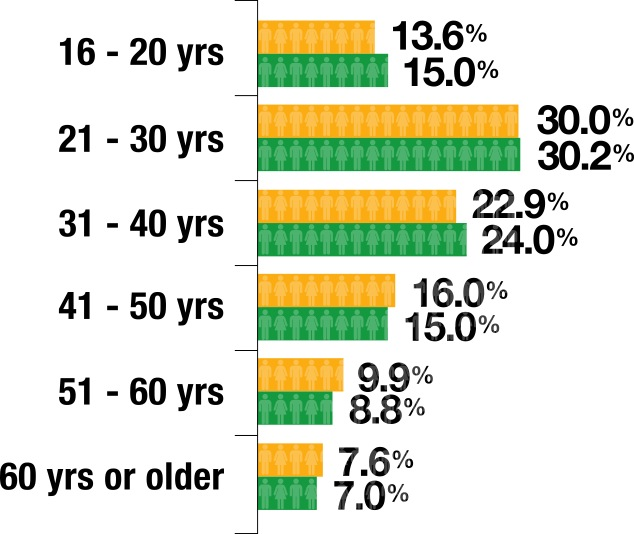 16 - 20 yrs
13.6%
15.0%
21 - 30 yrs
30.0%
30.2%
31 - 40 yrs
22.9%
24.0%
41 - 50 yrs
16.0%
15.0%
51 - 60 yrs
9.9%
8.8%
60 yrs or older
7.6%
7.0%